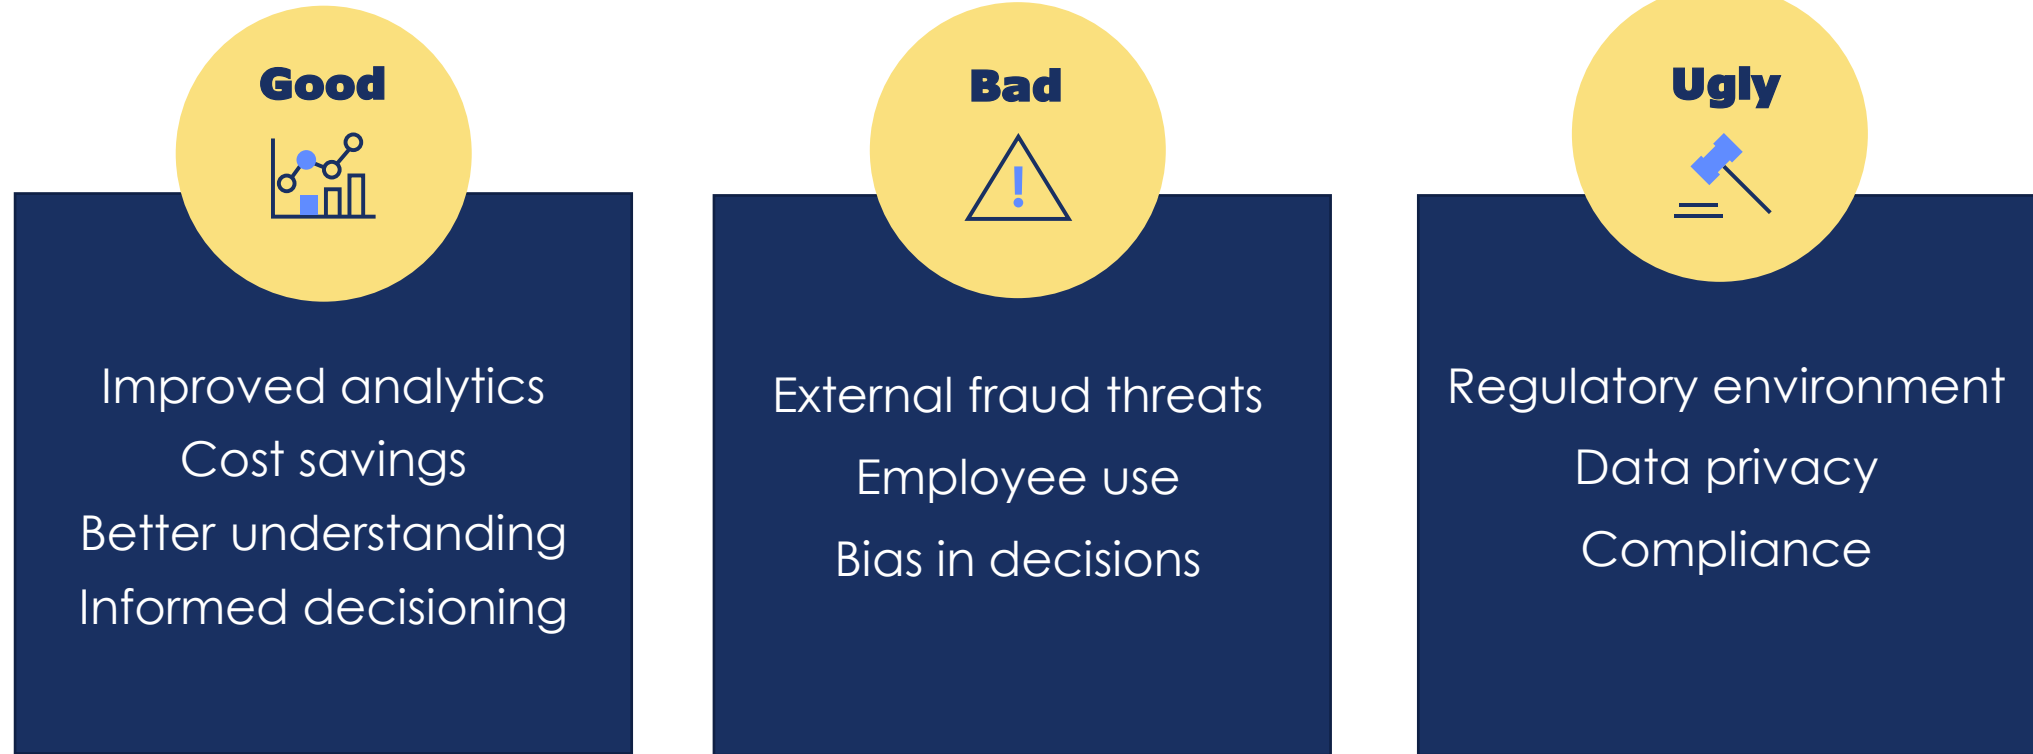 Good
Improved analytics
Cost savings
Better understanding
Informed decisioning
Bad
!
External fraud threats
Employee use
Bias in decisions
Ugly
Regulatory environment
Data privacy
Compliance